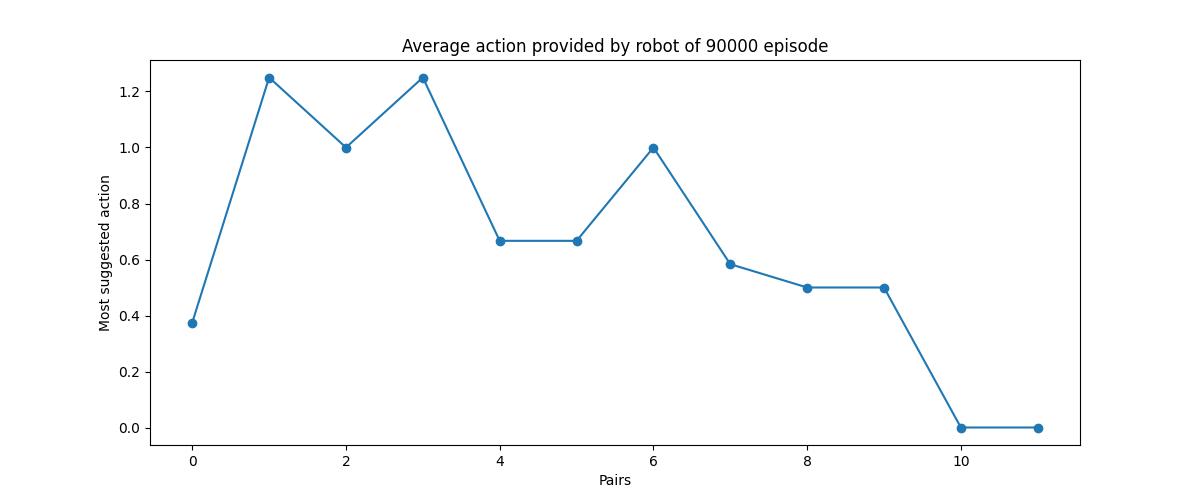 Average action provided by robot of 90000 episode
Most suggested action
1.2
1.0
0.8
0.6
0.4
0.2
0.0
0 2 4 6 8 10
Pairs